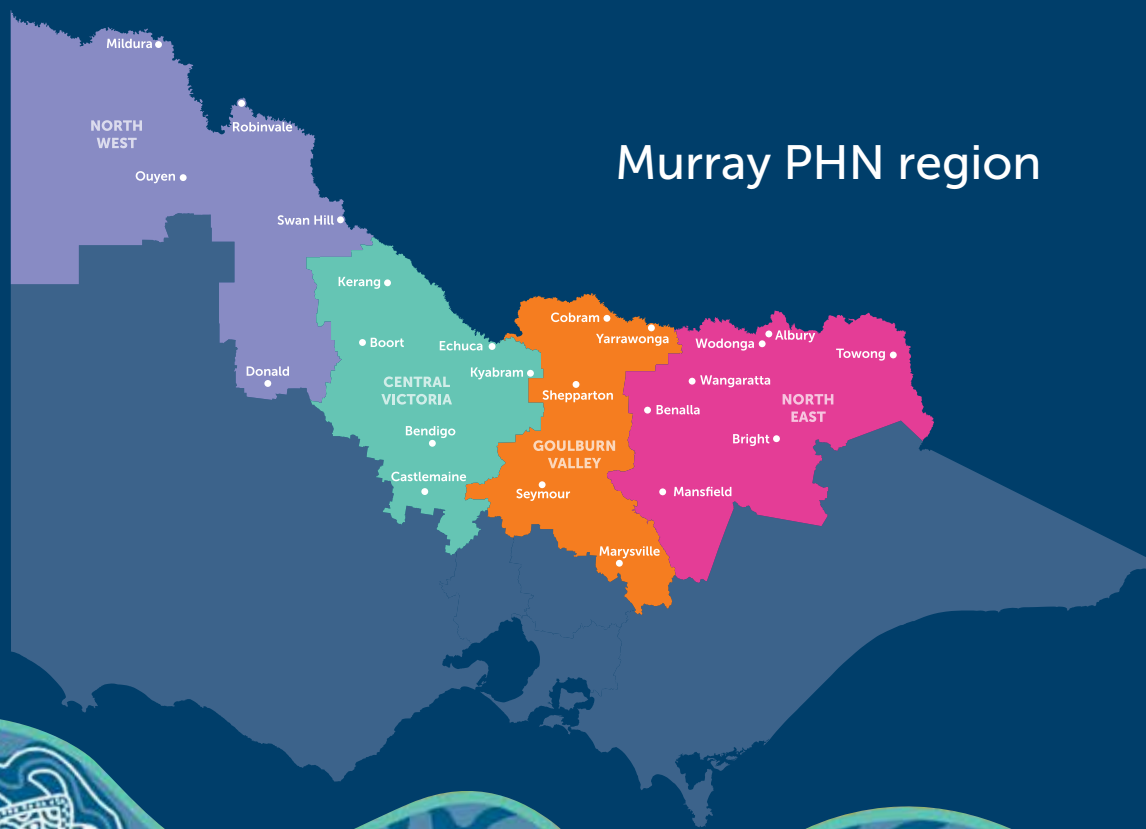 Murray PHN region
Mildura
Robinvale
NORTH
WEST
Ouyen
Swan Hill
Donald
Kerang
Boort
Echuca
Kyabram
CENTRAL
VICTORIA
Bendigo
Castlemaine
Cobram
Yarrawonga
Shepparton
GOULBURN
VALLEY
Seymour
Marysville
Albury
Wodonga
Towong
Wangaratta
NORTH
EAST
Benalla
Bright
Mansfield